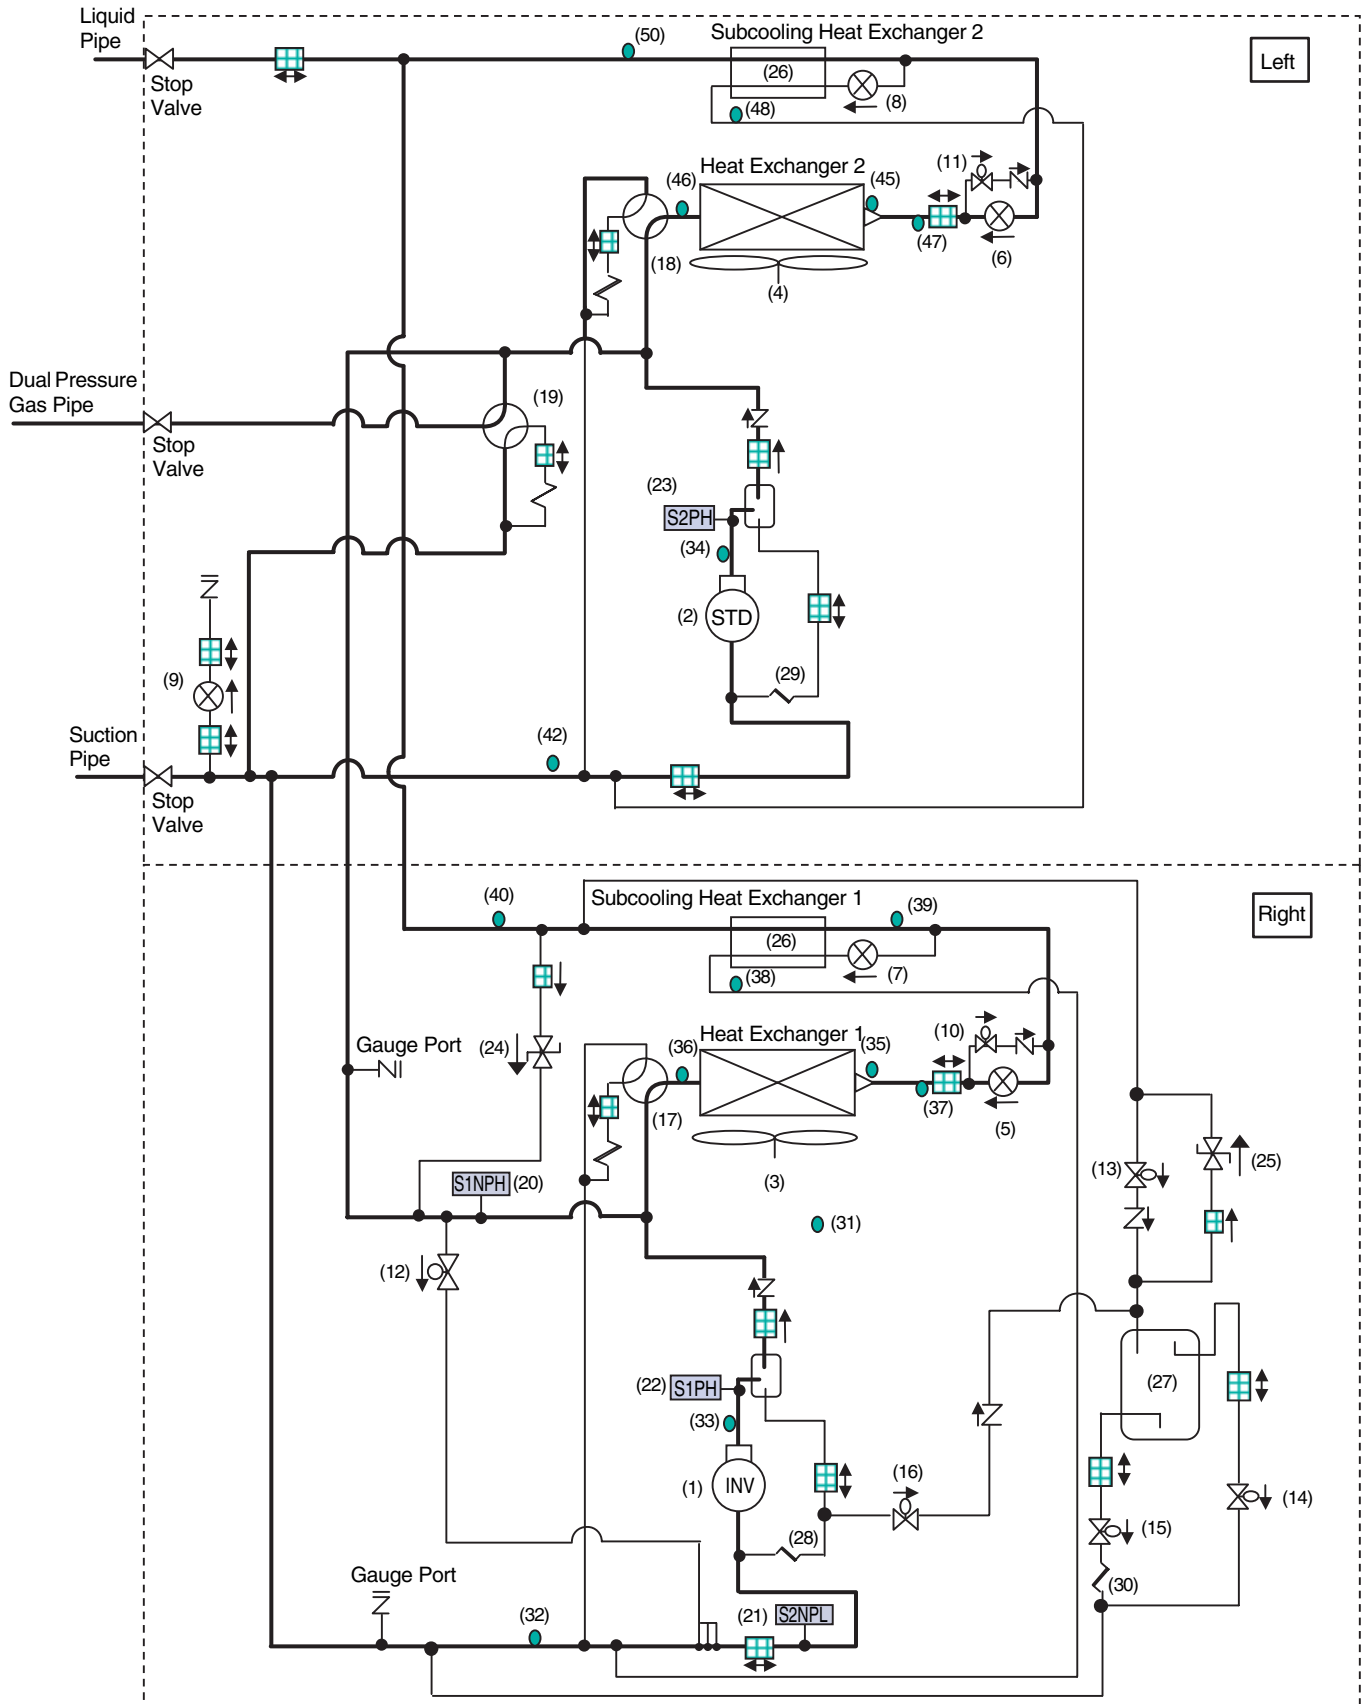 Liquid
Pipe
Stop
Valve
(50)
Subcooling Heat Exchanger 2
(26)
(8)
(48)
Left
Heat Exchanger 2
(11)
(46)
(45)
(47)
(6)
(18)
(4)
Dual Pressure
Gas Pipe
Stop
Valve
(19)
(23)
S2PH
(34)
(2)
STD
(29)
(9)
Suction
Pipe
Stop
Valve
(42)
(40)
Subcooling Heat Exchanger 1
(39)
(26)
(7)
(38)
Right
Gauge Port
(24)
Heat Exchanger 1
(10)
(36)
(35)
(37)
(5)
(17)
(3)
(13)
(25)
S1NPH
(20)
(31)
(12)
(22)
S1PH
(33)
(1)
INV
(16)
(28)
(27)
(14)
(15)
(30)
Gauge Port
(32)
(21)
S2NPL